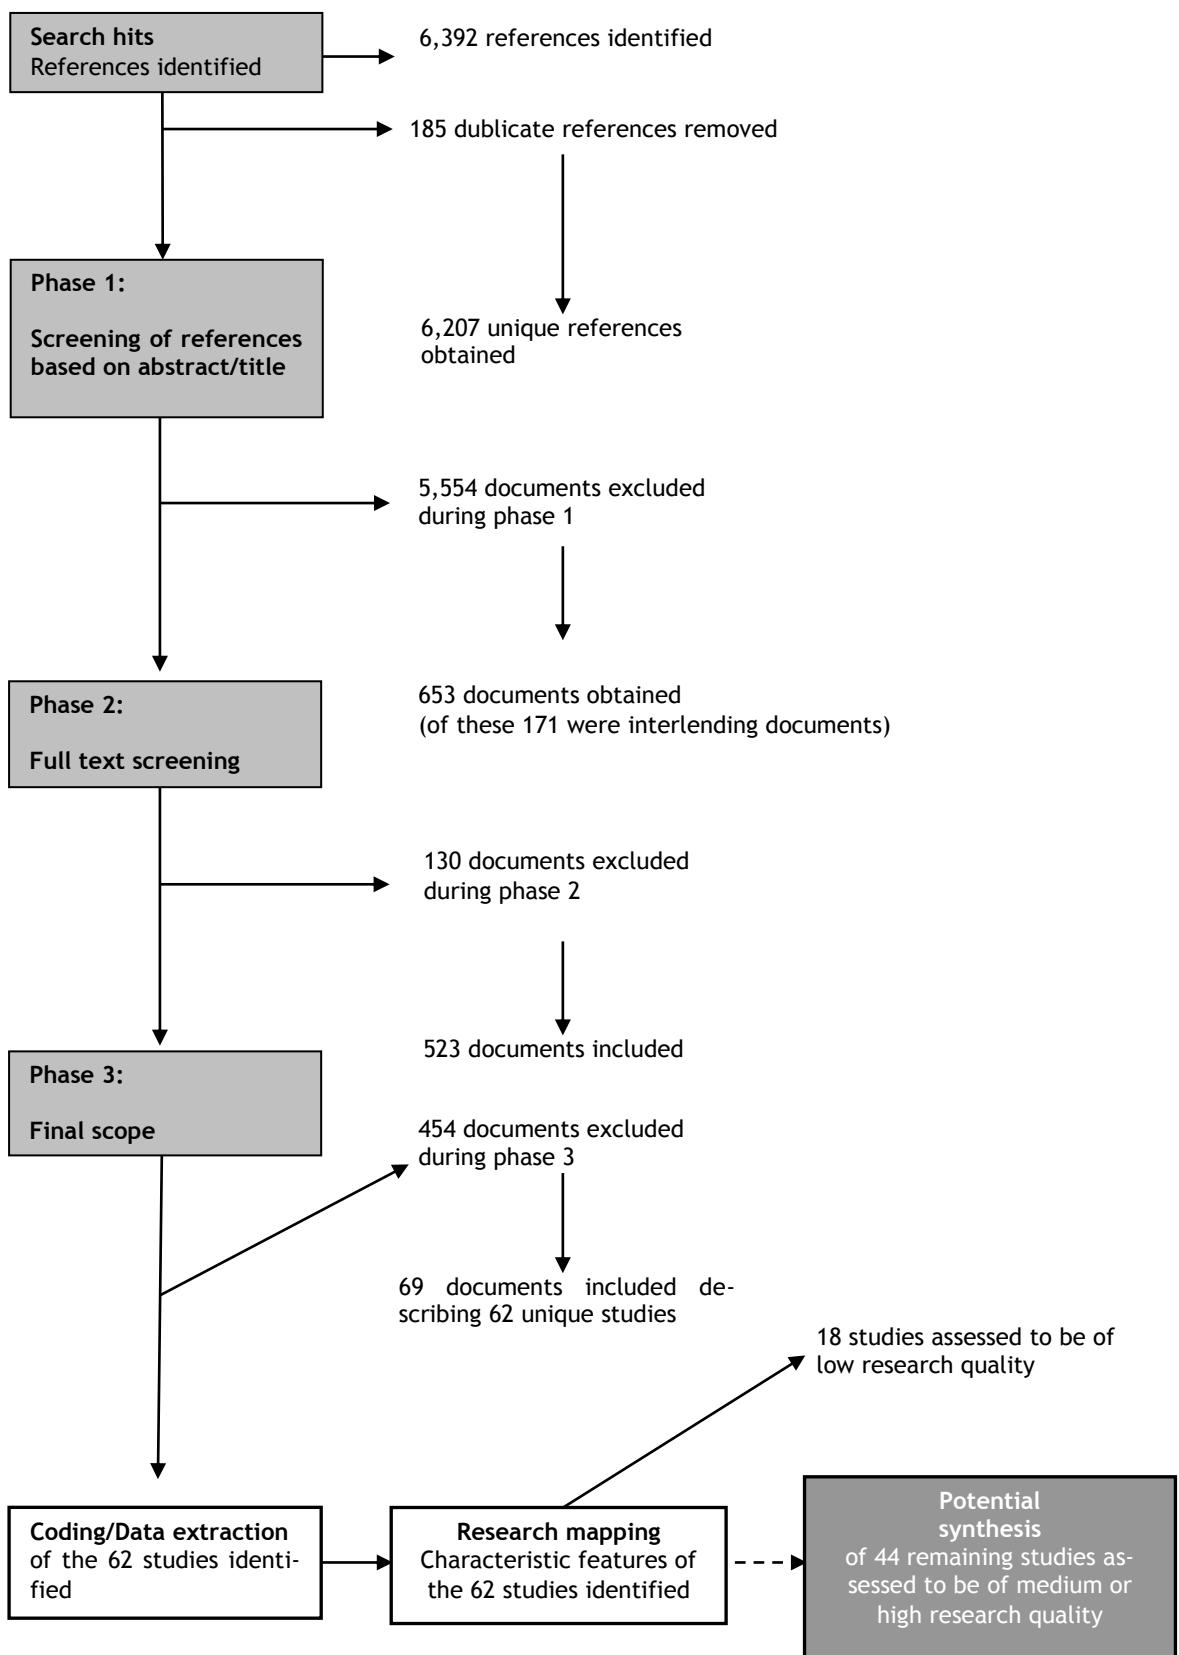 Search hits
References identified
6,392 references identified
185 dublicate references removed
Phase 1:
Screening of references
based on abstract/title
6,207 unique references
obtained
5,554 documents excluded
during phase 1
Phase 2:
Full text screening
653 documents obtained
(of these 171 were interlending documents)
130 documents excluded
during phase 2
523 documents included
Phase 3:
Final scope
454 documents excluded
during phase 3
69 documents included de-
scribing 62 unique studies
18 studies assessed to be of
low research quality
Coding/Data extraction
of the 62 studies identi-
fied
Research mapping
Characteristic features of
the 62 studies identified
Potential
synthesis
of 44 remaining studies as-
sessed to be of medium or
high research quality